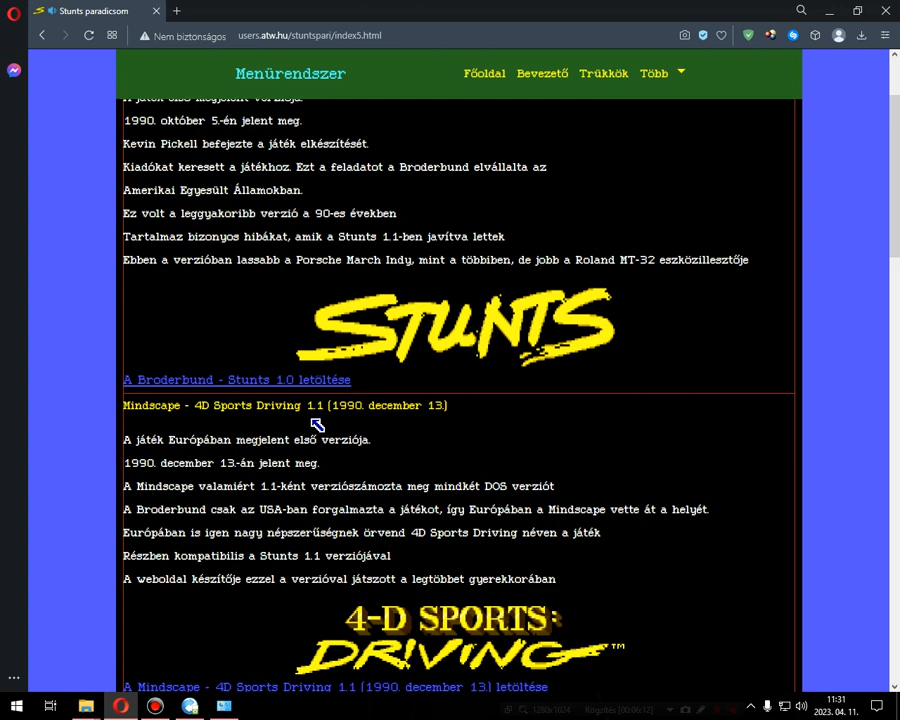 Stunts paradicsom
Nem biztonságos
users.atw.hu/stuntspari/index5.html
Menürendszer
Főoldal
Bevezető
Trükkök
Több
1990. október 5.-én jelent meg.
Kevin Pickell befejezte a játék elkészítését.
Kiadókat keresett a játékhoz. Ezt a feladatot a Broderbund elvállalta az
Amerikai Egyesült Államokban.
Ez volt a leggyakoribb verzió a 90-es években
Tartalmaz bizonyos hibákat, amik a Stunts 1.1-ben javítva lettek
Ebben a verzióban lassabb a Porsche March Indy, mint a többiben, de jobb a Roland MT-32 eszközillesztője
STUNTS
A Broderbund - Stunts 1.0 letöltése
Mindscape - 4D Sports Driving 1.1 (1990. december 13.)
A játék Európában megjelent első verziója.
1990. december 13.-án jelent meg.
A Mindscape valamiért 1.1-ként verziószámozta meg mindkét DOS verziót
A Broderbund csak az USA-ban forgalmazta a játékot, így Európában a Mindscape vette át a helyét.
Európában is igen nagy népszerűségnek örvend 4D Sports Driving néven a játék
Részben kompatibilis a Stunts 1.1 verziójával
A weboldal készítője ezzel a verzióval játszott a legtöbbet gyerekkorában
4-D SPORTS:
DRIVING™
A Mindscape - 4D Sports Driving 1.1 (1990. december 13.) letöltése
1280x1024
Rögzítés [00:06:12]
11:31
2023. 04. 11.